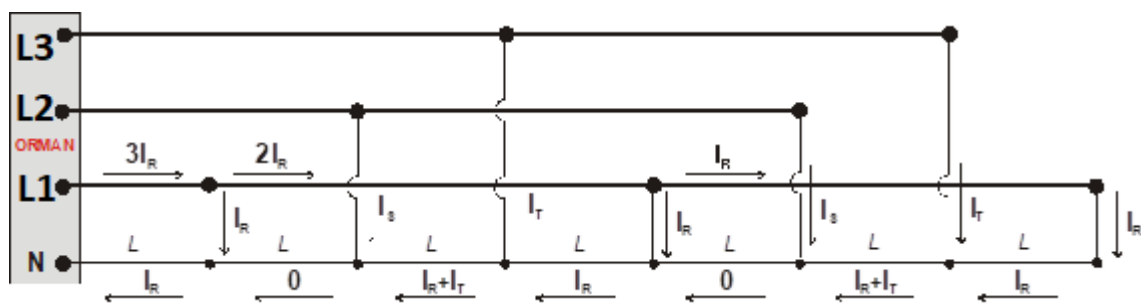 L3
L2
ORMAN
3I_R 2I_R I_R
L1
I_R I_S I_T I_R I_S I_T I_R
L L L L L L L
N
I_R 0 I_R+I_T I_R 0 I_R+I_T I_R